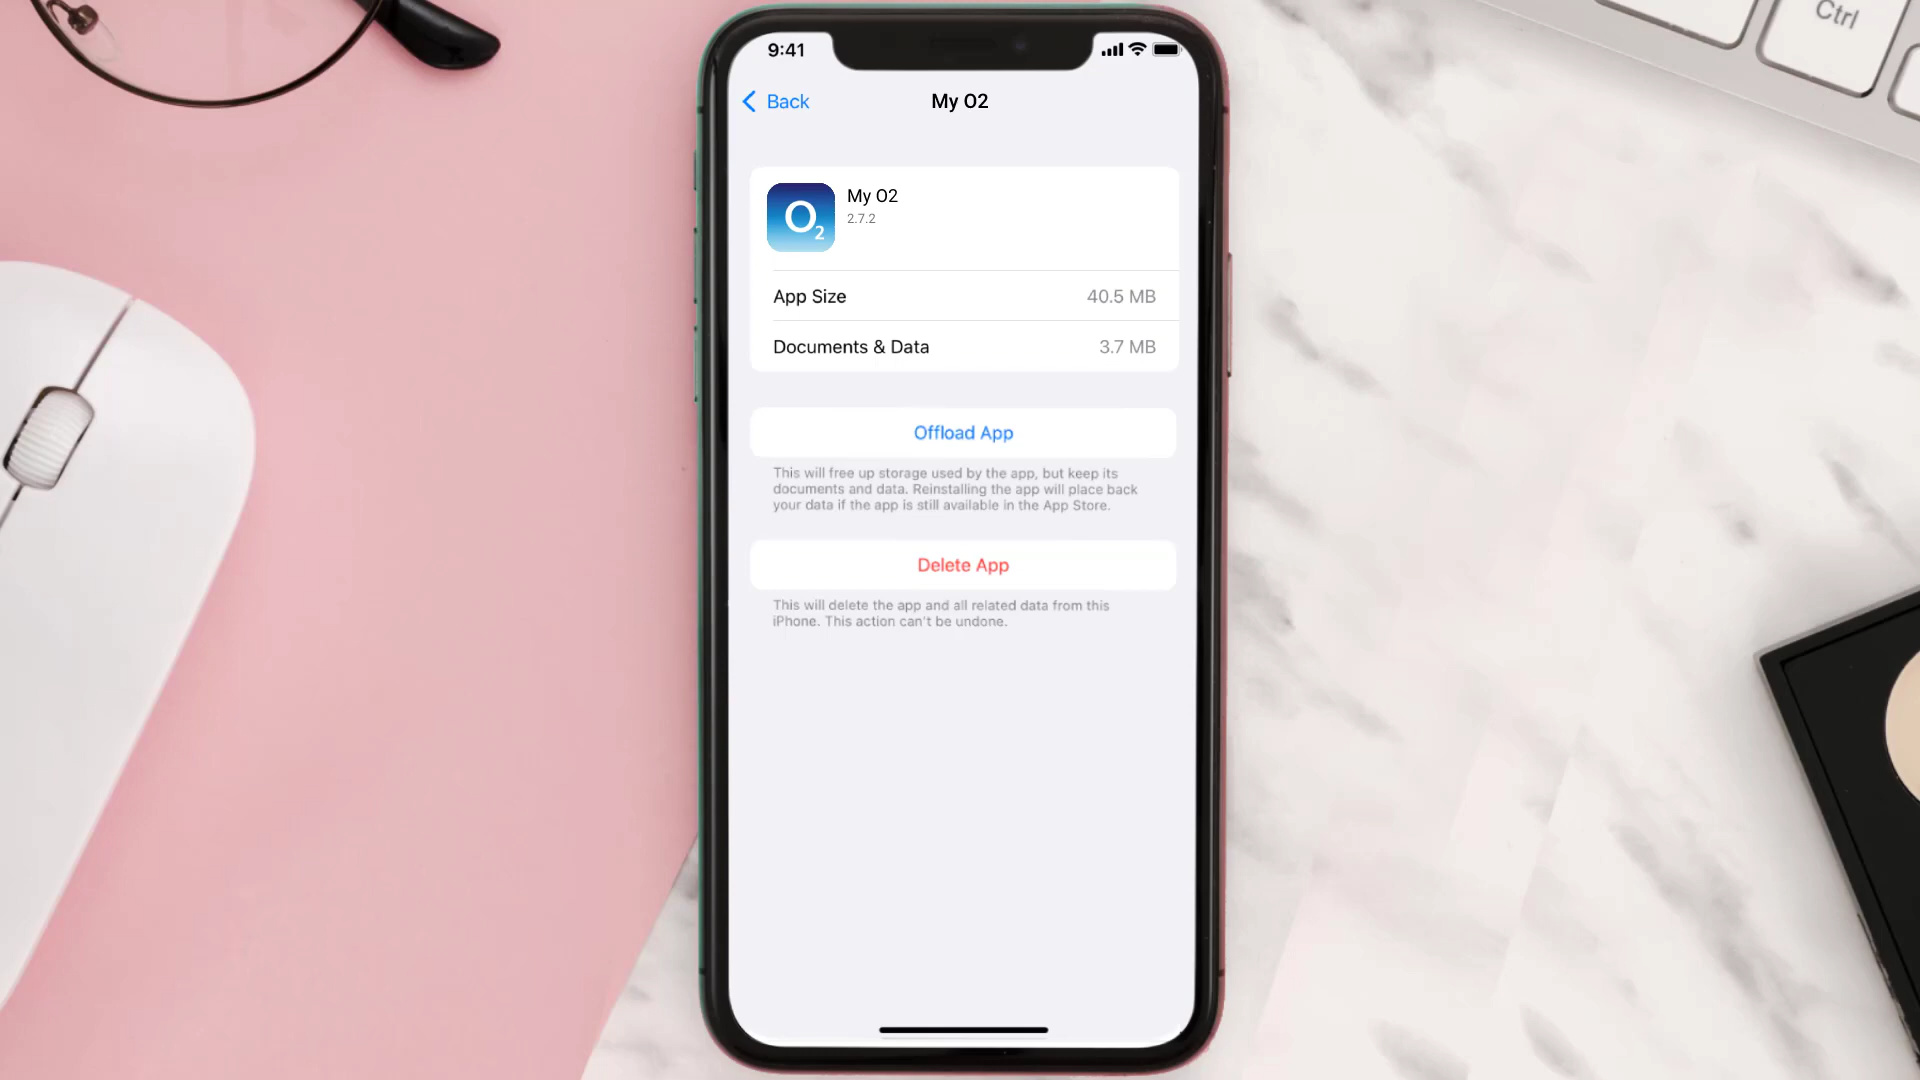 Ctrl
9:41
Back
My O2
O2
My O2
2.7.2
App Size
40.5 MB
Documents & Data
3.7 MB
Offload App
This will free up storage used by the app, but keep its
documents and data. Reinstalling the app will place back
your data if the app is still available in the App Store.
Delete App
This will delete the app and all related data from this
iPhone. This action can't be undone.